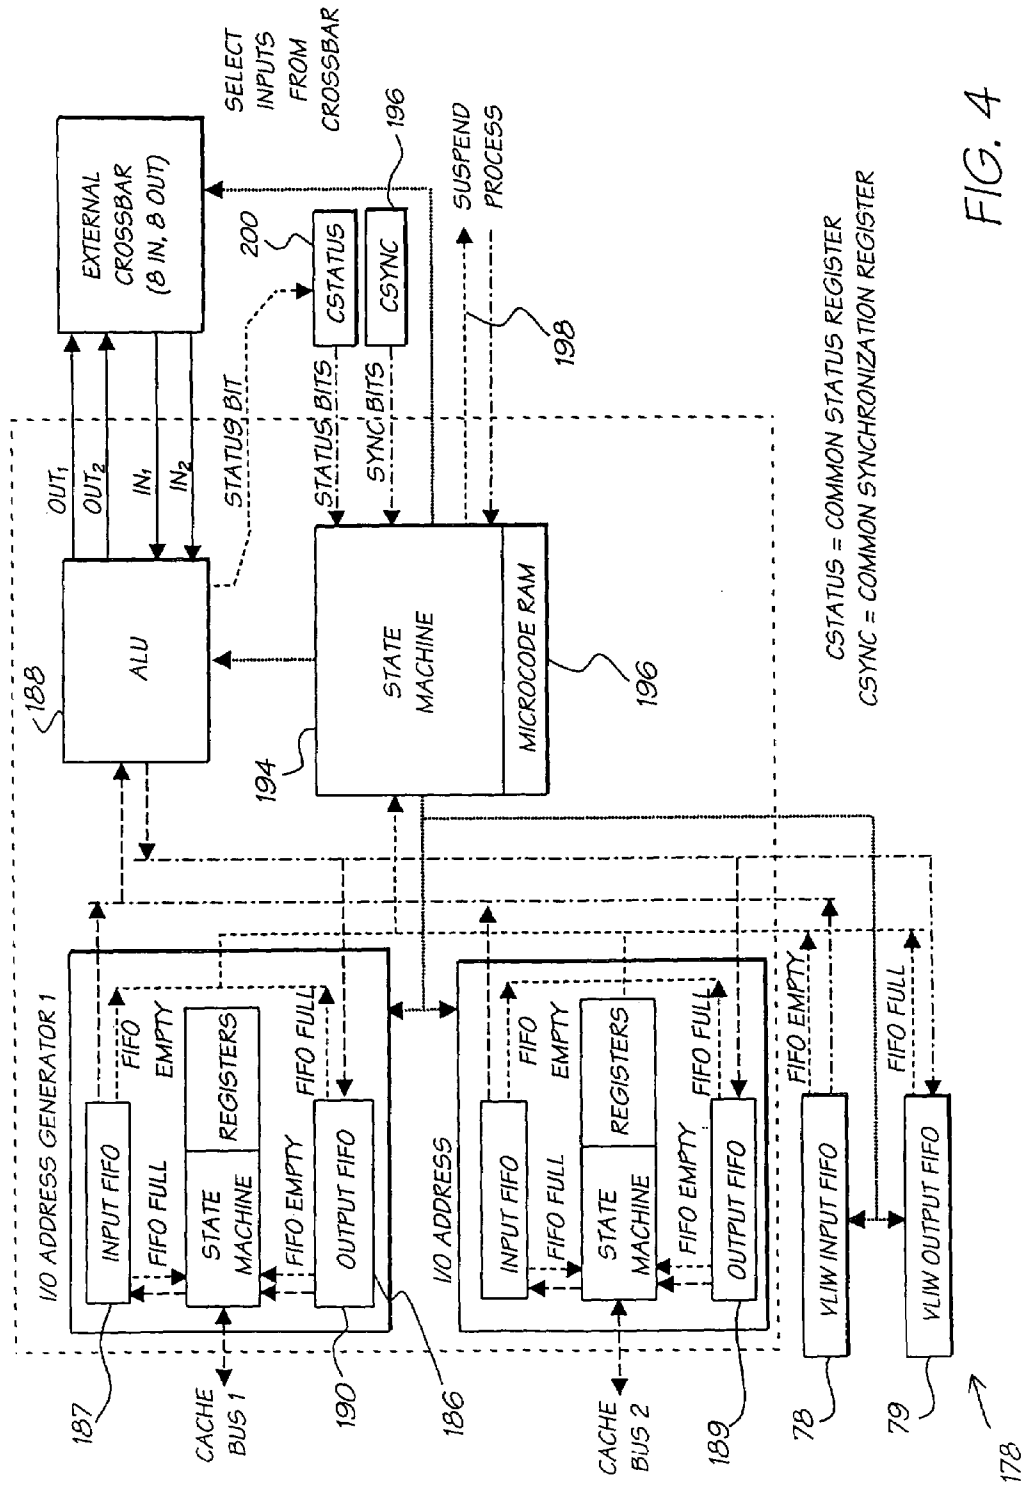 I/O ADDRESS GENERATOR 1
INPUT FIFO
FIFO FULL
FIFO
EMPTY
STATE
MACHINE
REGISTERS
FIFO EMPTY
FIFO FULL
OUTPUT FIFO
187
CACHE
BUS 1
190
186
188
ALU
OUT1
OUT2
IN1
IN2
EXTERNAL
CROSSBAR
(8 IN, 8 OUT)
SELECT
INPUTS
FROM
CROSSBAR
STATUS BIT
200
CSTATUS
196
CSYNC
STATUS BITS
SYNC BITS
194
STATE
MACHINE
MICROCODE RAM
196
SUSPEND
PROCESS
198
I/O ADDRESS
INPUT FIFO
FIFO FULL
FIFO
EMPTY
STATE
MACHINE
REGISTERS
FIFO EMPTY
FIFO FULL
OUTPUT FIFO
CACHE
BUS 2
189
FIFO EMPTY
VLIW INPUT FIFO
78
FIFO FULL
VLIW OUTPUT FIFO
79
178
CSTATUS = COMMON STATUS REGISTER
CSYNC = COMMON SYNCHRONIZATION REGISTER
FIG. 4